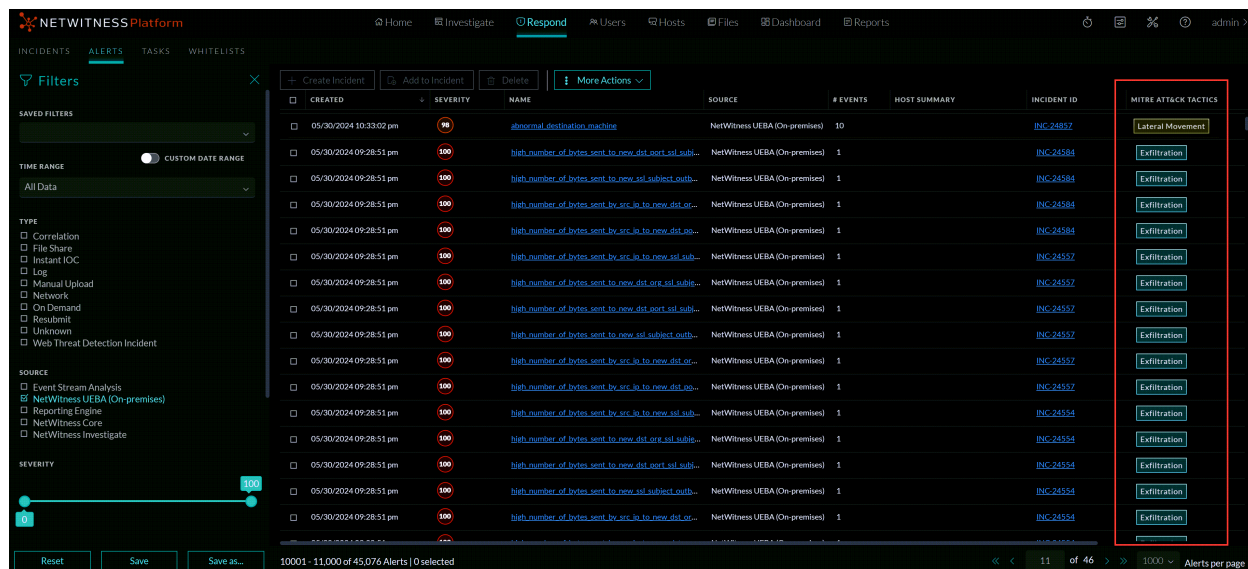 NETWITNESS Platform
Home Investigate Respond Users Hosts Files Dashboard Reports admin
INCIDENTS ALERTS TASKS WHITELISTS
Filters
SAVED FILTERS
CUSTOM DATE RANGE
TIME RANGE
All Data
TYPE
Correlation
File Share
Instant IOC
Log
Manual Upload
Network
On Demand
Resubmit
Unknown
Web Threat Detection Incident
SOURCE
Event Stream Analysis
NetWitness UEBA (On-premises)
Reporting Engine
NetWitness Core
NetWitness Investigate
SEVERITY
100
0
Reset Save Save as...
Create Incident Add to Incident Delete More Actions
CREATED SEVERITY NAME SOURCE # EVENTS HOST SUMMARY INCIDENT ID MITRE ATT&CK TACTICS
05/30/2024 10:33:02 pm 98 abnormal_destination_machine NetWitness UEBA (On-premises) 10 INC-24857 Lateral Movement
05/30/2024 09:28:51 pm 100 high_number_of_bytes_sent_to_new_dst_port_ssl_subj... NetWitness UEBA (On-premises) 1 INC-24584 Exfiltration
05/30/2024 09:28:51 pm 100 high_number_of_bytes_sent_to_new_ssl_subject_outb... NetWitness UEBA (On-premises) 1 INC-24584 Exfiltration
05/30/2024 09:28:51 pm 100 high_number_of_bytes_sent_by_src_ip_to_new_dst_or... NetWitness UEBA (On-premises) 1 INC-24584 Exfiltration
05/30/2024 09:28:51 pm 100 high_number_of_bytes_sent_by_src_ip_to_new_dst_po... NetWitness UEBA (On-premises) 1 INC-24584 Exfiltration
05/30/2024 09:28:51 pm 100 high_number_of_bytes_sent_by_src_ip_to_new_ssl_sub... NetWitness UEBA (On-premises) 1 INC-24557 Exfiltration
05/30/2024 09:28:51 pm 100 high_number_of_bytes_sent_to_new_dst_org_ssl_subje... NetWitness UEBA (On-premises) 1 INC-24557 Exfiltration
05/30/2024 09:28:51 pm 100 high_number_of_bytes_sent_to_new_dst_port_ssl_subj... NetWitness UEBA (On-premises) 1 INC-24557 Exfiltration
05/30/2024 09:28:51 pm 100 high_number_of_bytes_sent_to_new_ssl_subject_outb... NetWitness UEBA (On-premises) 1 INC-24557 Exfiltration
05/30/2024 09:28:51 pm 100 high_number_of_bytes_sent_by_src_ip_to_new_dst_or... NetWitness UEBA (On-premises) 1 INC-24557 Exfiltration
05/30/2024 09:28:51 pm 100 high_number_of_bytes_sent_by_src_ip_to_new_dst_po... NetWitness UEBA (On-premises) 1 INC-24557 Exfiltration
05/30/2024 09:28:51 pm 100 high_number_of_bytes_sent_by_src_ip_to_new_ssl_sub... NetWitness UEBA (On-premises) 1 INC-24554 Exfiltration
05/30/2024 09:28:51 pm 100 high_number_of_bytes_sent_to_new_dst_org_ssl_subje... NetWitness UEBA (On-premises) 1 INC-24554 Exfiltration
05/30/2024 09:28:51 pm 100 high_number_of_bytes_sent_to_new_dst_port_ssl_subj... NetWitness UEBA (On-premises) 1 INC-24554 Exfiltration
05/30/2024 09:28:51 pm 100 high_number_of_bytes_sent_to_new_ssl_subject_outb... NetWitness UEBA (On-premises) 1 INC-24554 Exfiltration
05/30/2024 09:28:51 pm 100 high_number_of_bytes_sent_by_src_ip_to_new_dst_or... NetWitness UEBA (On-premises) 1 INC-24554 Exfiltration
10001 - 11,000 of 45,076 Alerts | 0 selected 11 of 46 1000 Alerts per page